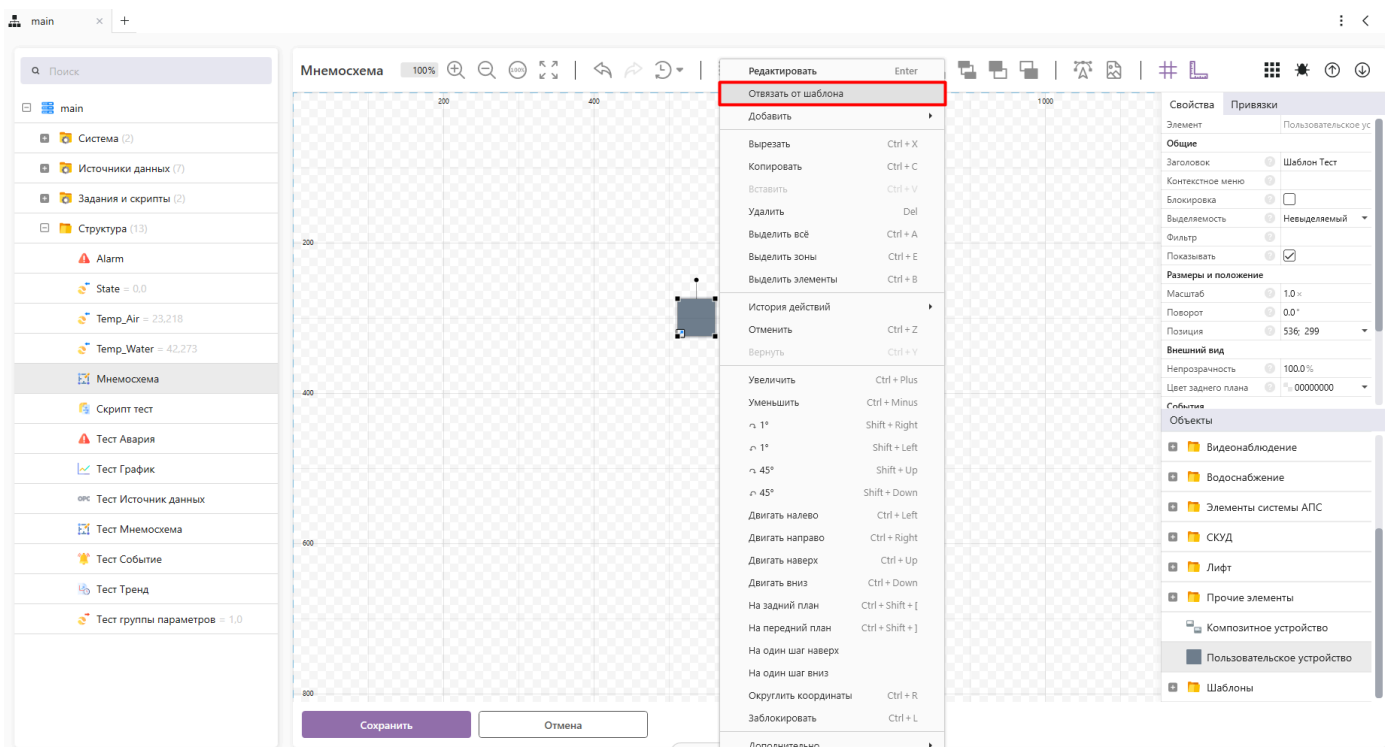 main × +
Поиск
main
Система (2)
Источники данных (7)
Задания и скрипты (2)
Структура (13)
Alarm
State = 0,0
Temp_Air = 23,218
Temp_Water = 42,273
Мнемосхема
Скрипт тест
Тест Авария
Тест График
OPC Тест Источник данных
Тест Мнемосхема
Тест Событие
Тест Тренд
Тест группы параметров = 1,0
Мнемосхема 100% 100%
200 400 1000
200
400
600
800
Редактировать Enter
Отвязать от шаблона
Добавить
Вырезать Ctrl + X
Копировать Ctrl + C
Вставить Ctrl + V
Удалить Del
Выделить всё Ctrl + A
Выделить зоны Ctrl + E
Выделить элементы Ctrl + B
История действий
Отменить Ctrl + Z
Вернуть Ctrl + Y
Увеличить Ctrl + Plus
Уменьшить Ctrl + Minus
1° Shift + Right
1° Shift + Left
45° Shift + Up
45° Shift + Down
Двигать налево Ctrl + Left
Двигать направо Ctrl + Right
Двигать наверх Ctrl + Up
Двигать вниз Ctrl + Down
На задний план Ctrl + Shift + [
На передний план Ctrl + Shift + ]
На один шаг наверх
На один шаг вниз
Округлить координаты Ctrl + R
Заблокировать Ctrl + L
Дополнительно
Сохранить Отмена
Свойства Привязки
Элемент Пользовательское ус
Общие
Заголовок ? Шаблон Тест
Контекстное меню ?
Блокировка ?
Выделяемость ? Невыделяемый
Фильтр ?
Показывать ?
Размеры и положение
Масштаб ? 1.0 ×
Поворот ? 0.0 °
Позиция ? 536; 299
Внешний вид
Непрозрачность ? 100.0 %
Цвет заднего плана ? 00000000
События
Объекты
Видеонаблюдение
Водоснабжение
Элементы системы АПС
СКУД
Лифт
Прочие элементы
Композитное устройство
Пользовательское устройство
Шаблоны